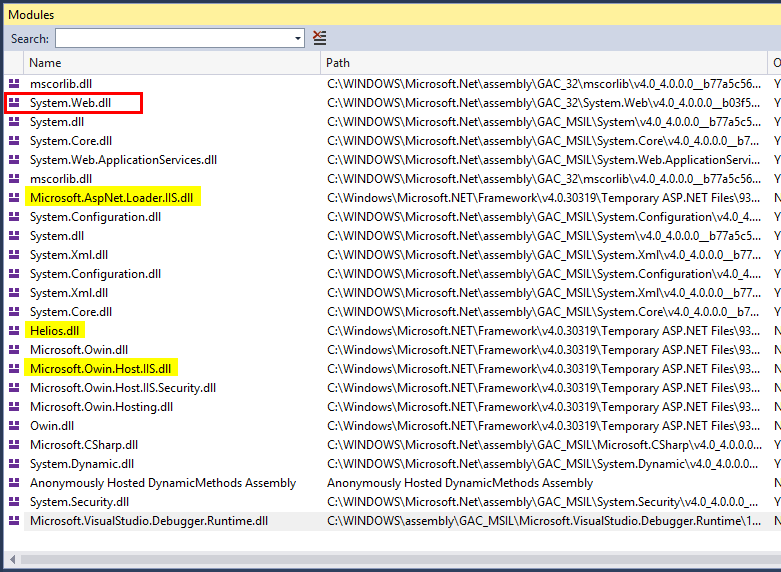 Modules
Search:
Name Path O
mscorlib.dll C:\WINDOWS\Microsoft.Net\assembly\GAC_32\mscorlib\v4.0_4.0.0.0__b77a5c56... Y
System.Web.dll C:\WINDOWS\Microsoft.Net\assembly\GAC_32\System.Web\v4.0_4.0.0.0__b03f5... Y
System.dll C:\WINDOWS\Microsoft.Net\assembly\GAC_MSIL\System\v4.0_4.0.0.0__b77a5c5... Y
System.Core.dll C:\WINDOWS\Microsoft.Net\assembly\GAC_MSIL\System.Core\v4.0_4.0.0.0__b7... Y
System.Web.ApplicationServices.dll C:\WINDOWS\Microsoft.Net\assembly\GAC_MSIL\System.Web.ApplicationServi... Y
mscorlib.dll C:\WINDOWS\Microsoft.Net\assembly\GAC_32\mscorlib\v4.0_4.0.0.0__b77a5c56... Y
Microsoft.AspNet.Loader.IIS.dll C:\Windows\Microsoft.NET\Framework\v4.0.30319\Temporary ASP.NET Files\93... N
System.Configuration.dll C:\WINDOWS\Microsoft.Net\assembly\GAC_MSIL\System.Configuration\v4.0_4.... Y
System.dll C:\WINDOWS\Microsoft.Net\assembly\GAC_MSIL\System\v4.0_4.0.0.0__b77a5c5... Y
System.Xml.dll C:\WINDOWS\Microsoft.Net\assembly\GAC_MSIL\System.Xml\v4.0_4.0.0.0__b77... Y
System.Configuration.dll C:\WINDOWS\Microsoft.Net\assembly\GAC_MSIL\System.Configuration\v4.0_4.... Y
System.Xml.dll C:\WINDOWS\Microsoft.Net\assembly\GAC_MSIL\System.Xml\v4.0_4.0.0.0__b77... Y
System.Core.dll C:\WINDOWS\Microsoft.Net\assembly\GAC_MSIL\System.Core\v4.0_4.0.0.0__b7... Y
Helios.dll C:\Windows\Microsoft.NET\Framework\v4.0.30319\Temporary ASP.NET Files\93... N
Microsoft.Owin.dll C:\Windows\Microsoft.NET\Framework\v4.0.30319\Temporary ASP.NET Files\93... Y
Microsoft.Owin.Host.IIS.dll C:\Windows\Microsoft.NET\Framework\v4.0.30319\Temporary ASP.NET Files\93... N
Microsoft.Owin.Host.IIS.Security.dll C:\Windows\Microsoft.NET\Framework\v4.0.30319\Temporary ASP.NET Files\93... N
Microsoft.Owin.Hosting.dll C:\Windows\Microsoft.NET\Framework\v4.0.30319\Temporary ASP.NET Files\93... Y
Owin.dll C:\Windows\Microsoft.NET\Framework\v4.0.30319\Temporary ASP.NET Files\93... Y
Microsoft.CSharp.dll C:\WINDOWS\Microsoft.Net\assembly\GAC_MSIL\Microsoft.CSharp\v4.0_4.0.0.0... Y
System.Dynamic.dll C:\WINDOWS\Microsoft.Net\assembly\GAC_MSIL\System.Dynamic\v4.0_4.0.0.0... Y
Anonymously Hosted DynamicMethods Assembly Anonymously Hosted DynamicMethods Assembly N
System.Security.dll C:\WINDOWS\Microsoft.Net\assembly\GAC_MSIL\System.Security\v4.0_4.0.0.0_... Y
Microsoft.VisualStudio.Debugger.Runtime.dll C:\WINDOWS\assembly\GAC_MSIL\Microsoft.VisualStudio.Debugger.Runtime\1... N